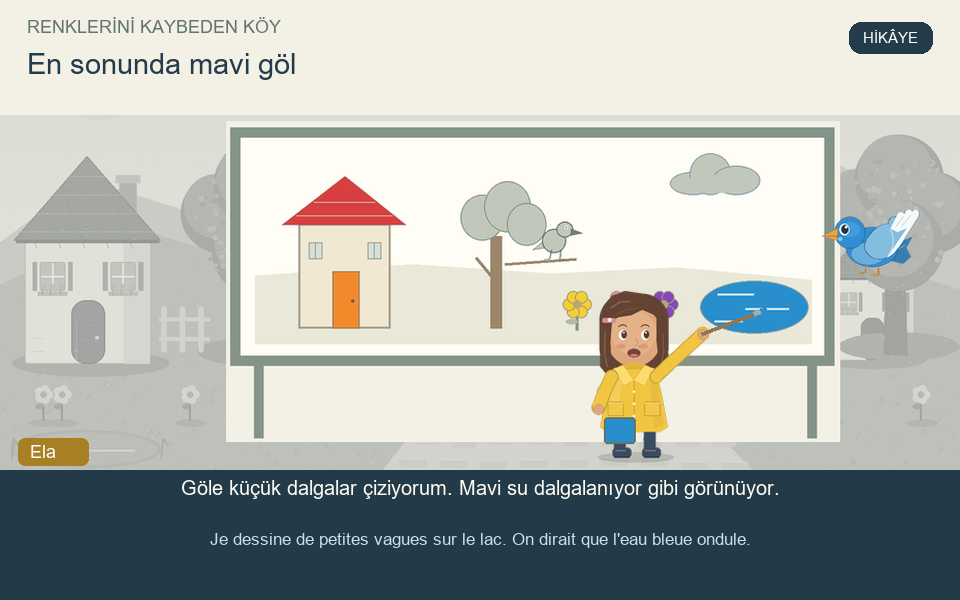 RENKLERİNİ KAYBEDEN KÖY
HİKÂYE
En sonunda mavi göl
Ela
Göle küçük dalgalar çiziyorum. Mavi su dalgalanıyor gibi görünüyor.
Je dessine de petites vagues sur le lac. On dirait que l'eau bleue ondule.